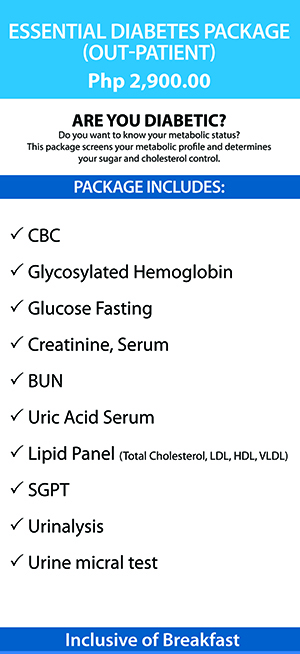 ESSENTIAL DIABETES PACKAGE
(OUT-PATIENT)
Php 2,900.00
ARE YOU DIABETIC?
Do you want to know your metabolic status?
This package screens your metabolic profile and determines
your sugar and cholesterol control.
PACKAGE INCLUDES:
✓ CBC
✓ Glycosylated Hemoglobin
✓ Glucose Fasting
✓ Creatinine, Serum
✓ BUN
✓ Uric Acid Serum
✓ Lipid Panel (Total Cholesterol, LDL, HDL, VLDL)
✓ SGPT
✓ Urinalysis
✓ Urine micral test
Inclusive of Breakfast